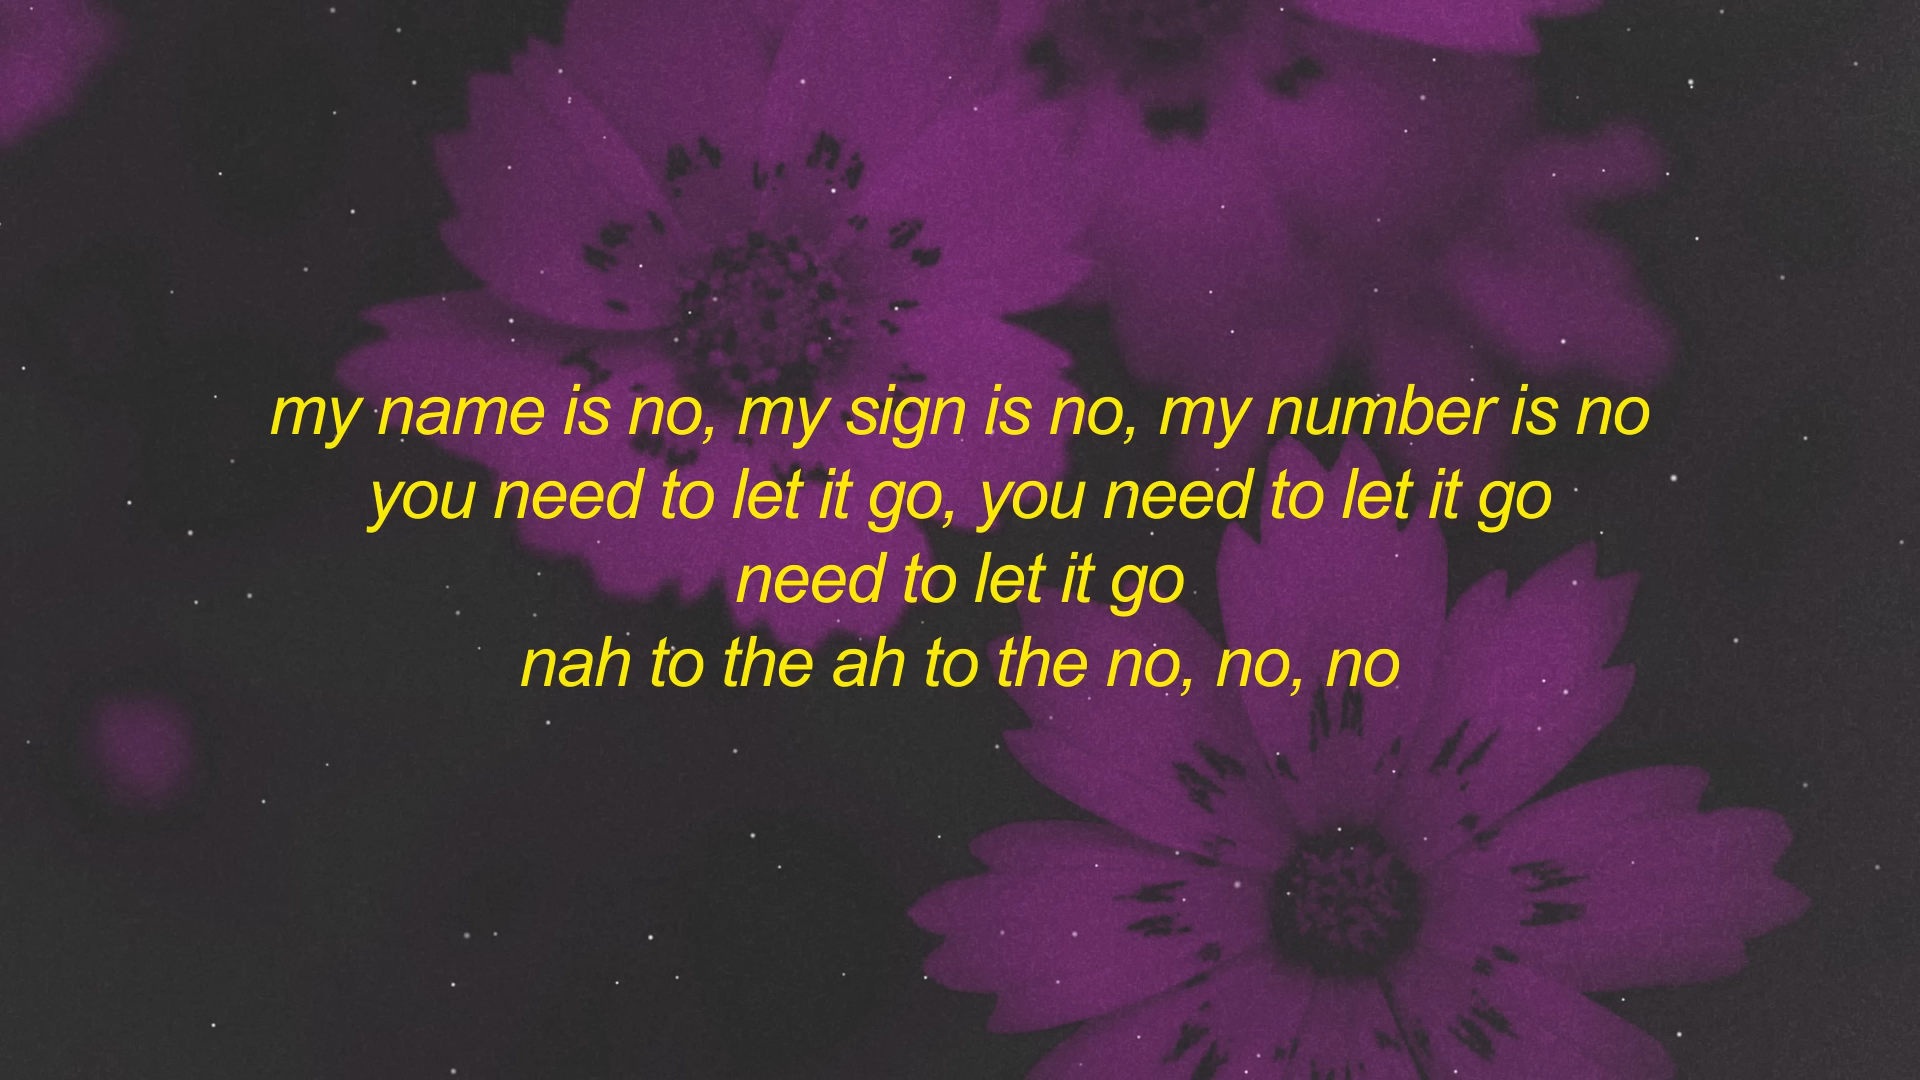 my name is no, my sign is no, my number is no
you need to let it go, you need to let it go
need to let it go
nah to the ah to the no, no, no